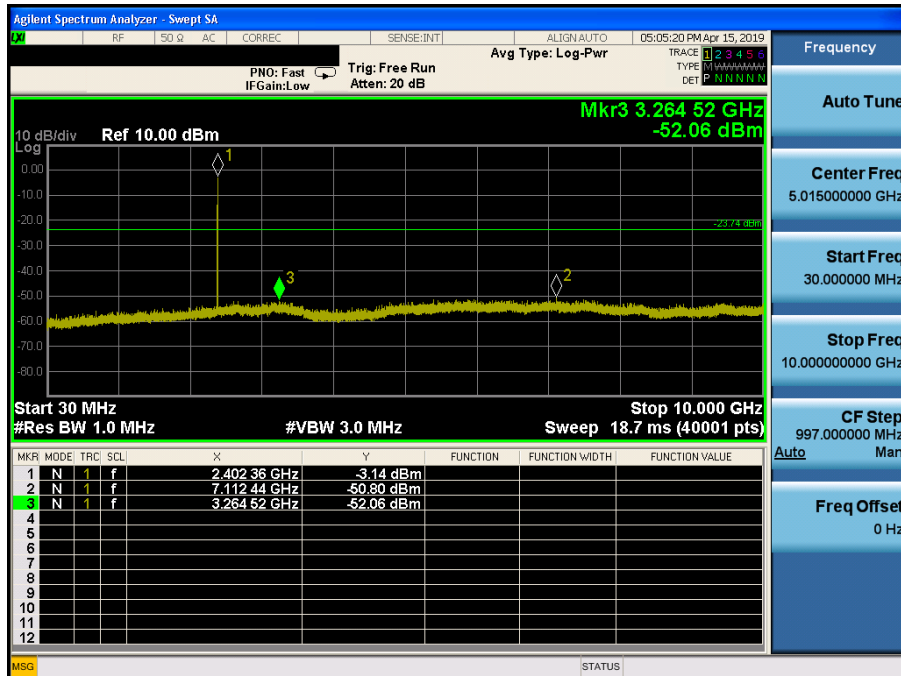 Agilent Spectrum Analyzer - Swept SA
LXI RF 50 Ω AC CORREC SENSE:INT ALIGN AUTO 05:05:20 PM Apr 15, 2019
Frequency
Avg Type: Log-Pwr
TRACE 1 2 3 4 5 6
PNO: Fast Trig: Free Run
TYPE M WWWWW
IFGain:Low Atten: 20 dB
DET P N N N N N
Auto Tune
Mkr3 3.264 52 GHz
-52.06 dBm
10 dB/div Ref 10.00 dBm
Log
1
0.00
-10.0
-20.0
-23.74 dBm
-30.0
-40.0
3
2
-50.0
-60.0
-70.0
-80.0
Center Freq
5.015000000 GHz
Start Freq
30.000000 MHz
Stop Freq
10.000000000 GHz
Start 30 MHz Stop 10.000 GHz
#Res BW 1.0 MHz #VBW 3.0 MHz Sweep 18.7 ms (40001 pts)
CF Step
997.000000 MHz
Auto Man
MKR MODE TRC SCL X Y FUNCTION FUNCTION WIDTH FUNCTION VALUE
1 N 1 f 2.402 36 GHz -3.14 dBm
2 N 1 f 7.112 44 GHz -50.80 dBm
3 N 1 f 3.264 52 GHz -52.06 dBm
4
5
6
7
8
9
10
11
12
Freq Offset
0 Hz
MSG STATUS